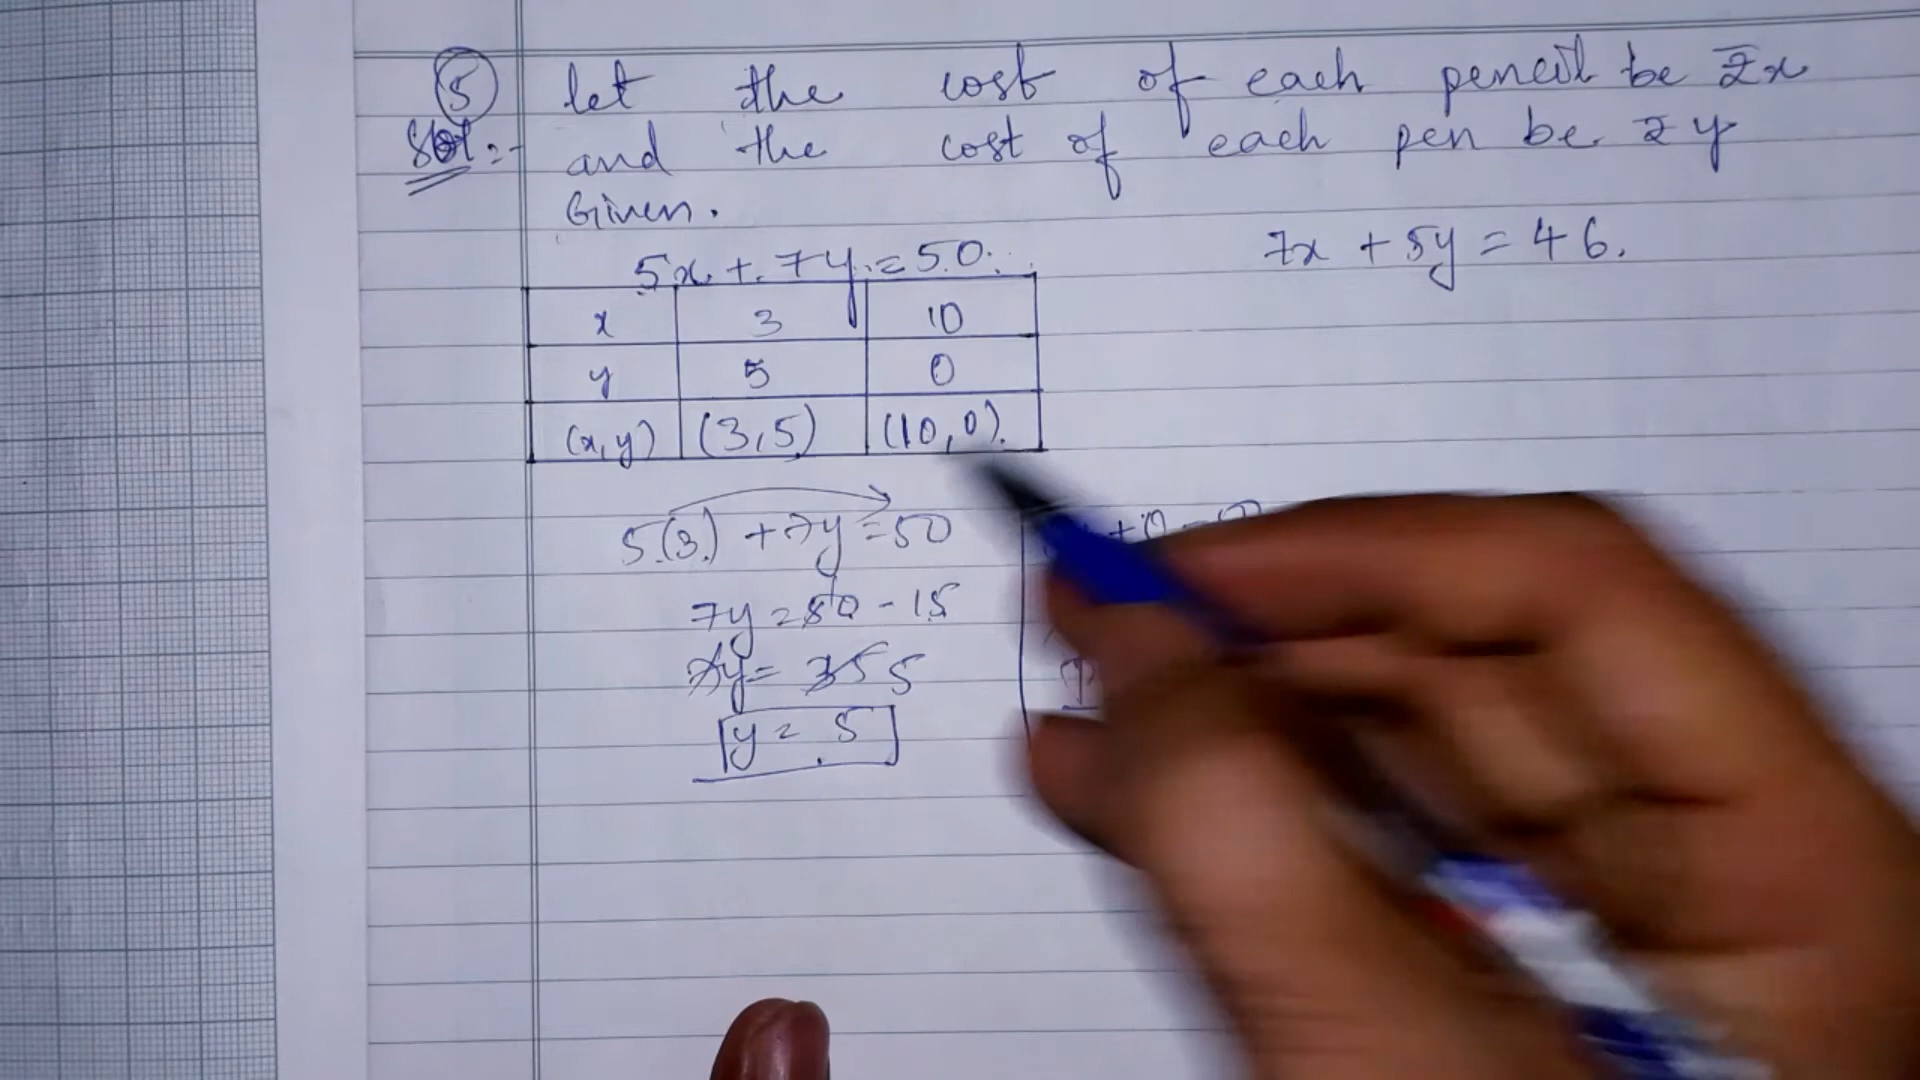 5 let the cost of each pencil be ₹x
Sol:- and the cost of each pen be ₹y
Given.
5x + 7y = 50. 7x + 5y = 46.
x 3 10
y 5 0
(x,y) (3,5) (10,0).
5(3) + 7y = 50
7y = 50 - 15
7y = 35 5
y = 5